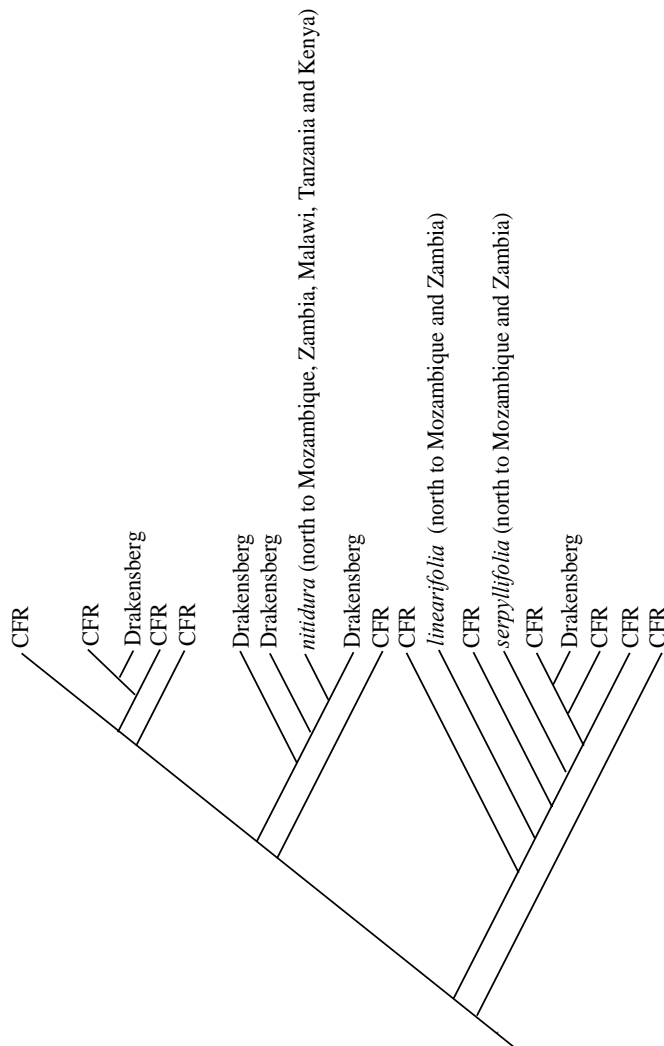 CFR
CFR
Drakensberg
CFR
CFR
Drakensberg
Drakensberg
nitidura (north to Mozambique, Zambia, Malawi, Tanzania and Kenya)
Drakensberg
CFR
CFR
linearifolia (north to Mozambique and Zambia)
CFR
serpyllifolia (north to Mozambique and Zambia)
CFR
Drakensberg
CFR
CFR
CFR